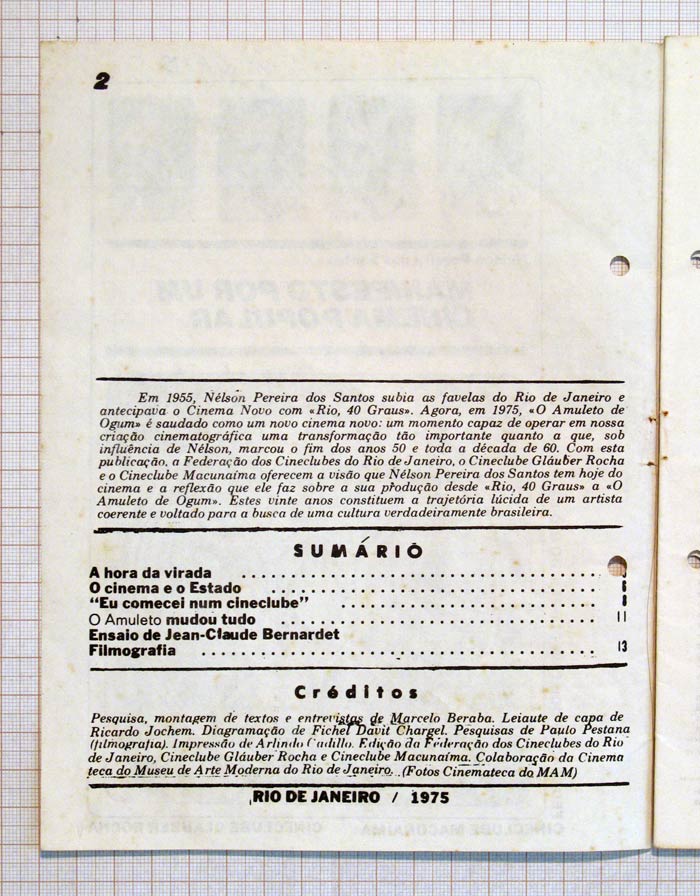 2
Em 1955, Nélson Pereira dos Santos subia as favelas do Rio de Janeiro e
antecipava o Cinema Novo com «Rio, 40 Graus». Agora, em 1975, «O Amuleto de
Ogum» é saudado como um novo cinema novo: um momento capaz de operar em nossa
criação cinematográfica uma transformação tão importante quanto a que, sob
influência de Nélson, marcou o fim dos anos 50 e toda a década de 60. Com esta
publicação, a Federação dos Cineclubes do Rio de Janeiro, o Cineclube Gláuber Rocha
e o Cineclube Macunaíma oferecem a visão que Nélson Pereira dos Santos tem hoje do
cinema e a reflexão que ele faz sobre a sua produção desde «Rio, 40 Graus» a «O
Amuleto de Ogum». Estes vinte anos constituem a trajetória lúcida de um artista
coerente e voltado para a busca de uma cultura verdadeiramente brasileira.
SUMÁRIO
A hora da virada ........................
O cinema e o Estado ........................ 6
"Eu comecei num cineclube" .................... 8
O Amuleto mudou tudo ........................ 11
Ensaio de Jean-Claude Bernardet
Filmografia ............................ 13
Créditos
Pesquisa, montagem de textos e entrevistas de Marcelo Beraba. Leiaute de capa de
Ricardo Jochem. Diagramação de Fichel Davit Chargel. Pesquisas de Paulo Pestana
(filmografia). Impressão de Arlindo Cadilo. Edição da Federação dos Cineclubes do Rio
de Janeiro, Cineclube Gláuber Rocha e Cineclube Macunaíma. Colaboração da Cinema
teca do Museu de Arte Moderna do Rio de Janeiro. (Fotos Cinemateca do MAM)
RIO DE JANEIRO / 1975